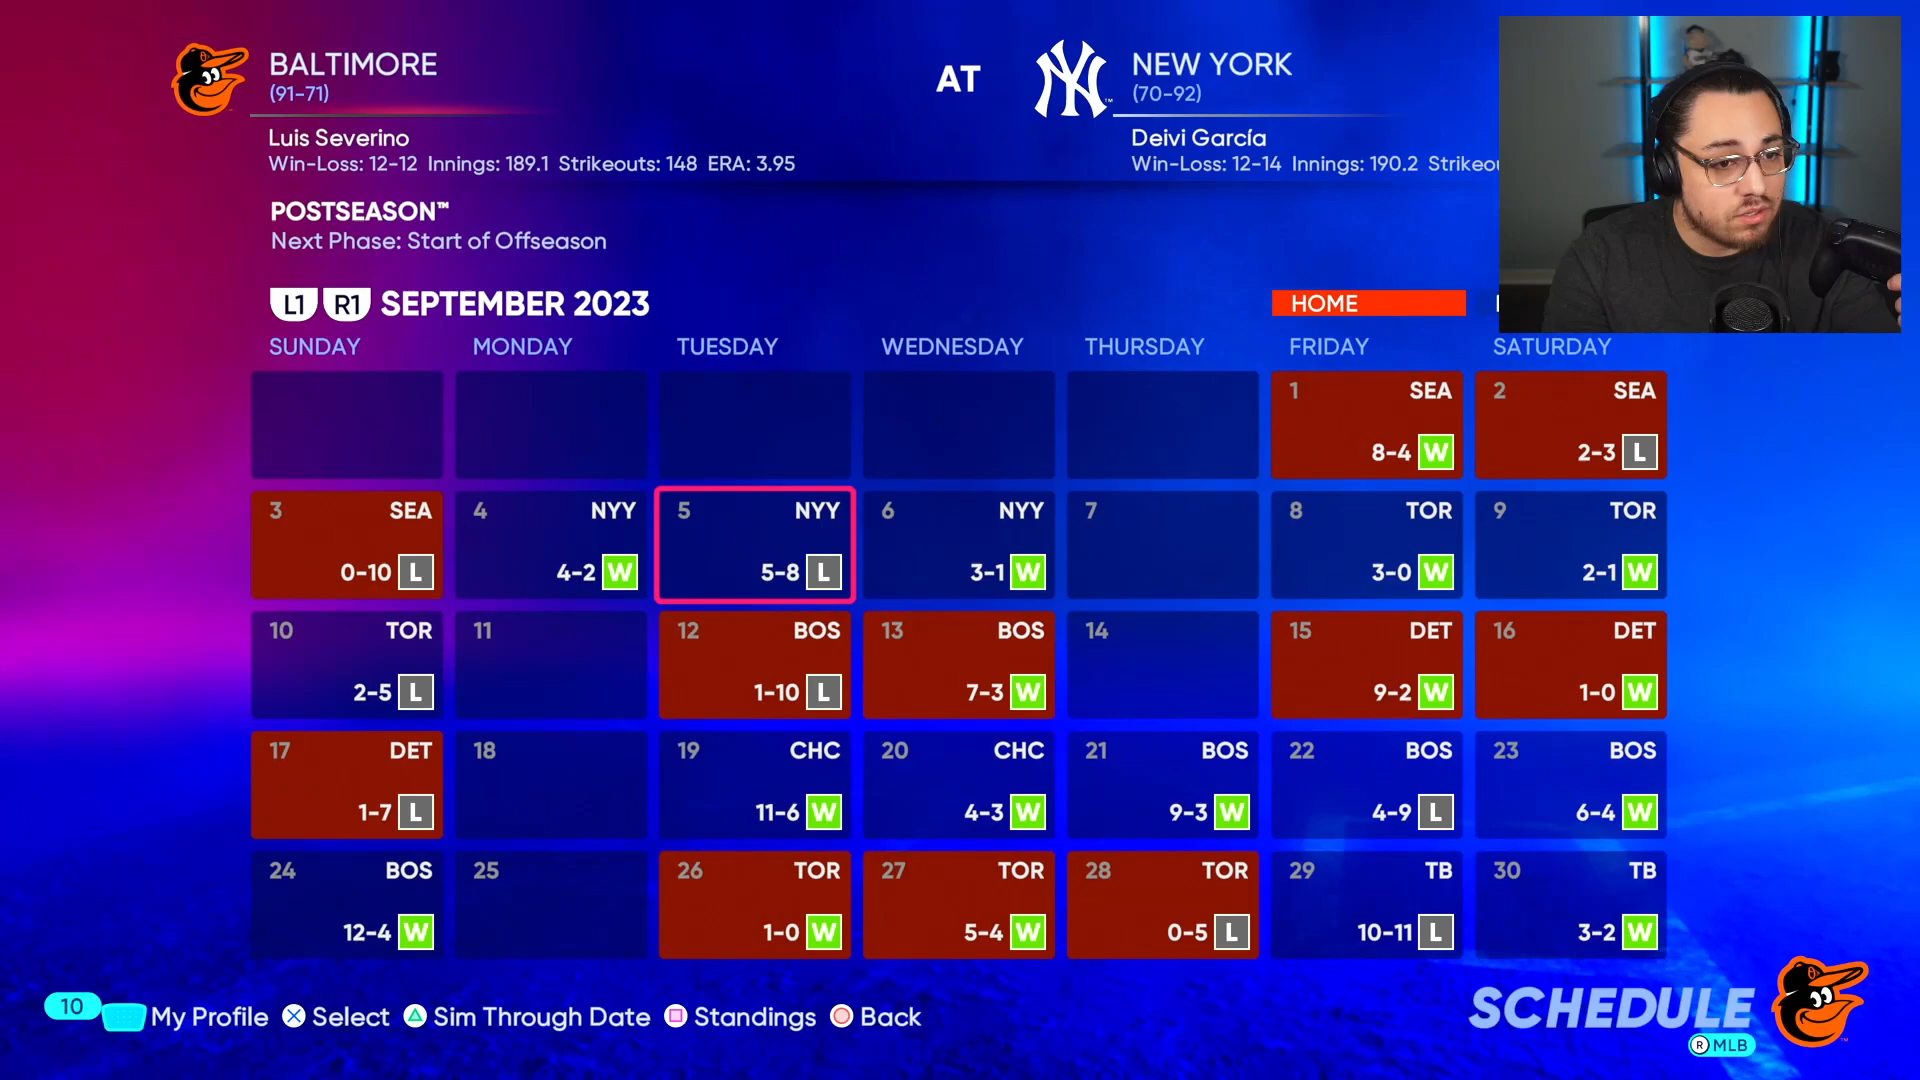 BALTIMORE
(91-71)
AT
NEW YORK
(70-92)
Luis Severino
Win-Loss: 12-12 Innings: 189.1 Strikeouts: 148 ERA: 3.95
Deivi García
Win-Loss: 12-14 Innings: 190.2
POSTSEASON™
Next Phase: Start of Offseason
L1 R1 SEPTEMBER 2023
HOME
SUNDAY MONDAY TUESDAY WEDNESDAY THURSDAY FRIDAY SATURDAY
1 SEA 2 SEA
8-4 W 2-3 L
3 SEA 4 NYY 5 NYY 6 NYY 7 8 TOR 9 TOR
0-10 L 4-2 W 5-8 L 3-1 W 3-0 W 2-1 W
10 TOR 11 12 BOS 13 BOS 14 15 DET 16 DET
2-5 L 1-10 L 7-3 W 9-2 W 1-0 W
17 DET 18 19 CHC 20 CHC 21 BOS 22 BOS 23 BOS
1-7 L 11-6 W 4-3 W 9-3 W 4-9 L 6-4 W
24 BOS 25 26 TOR 27 TOR 28 TOR 29 TB 30 TB
12-4 W 1-0 W 5-4 W 0-5 L 10-11 L 3-2 W
10 My Profile Select Sim Through Date Standings Back
SCHEDULE
R MLB